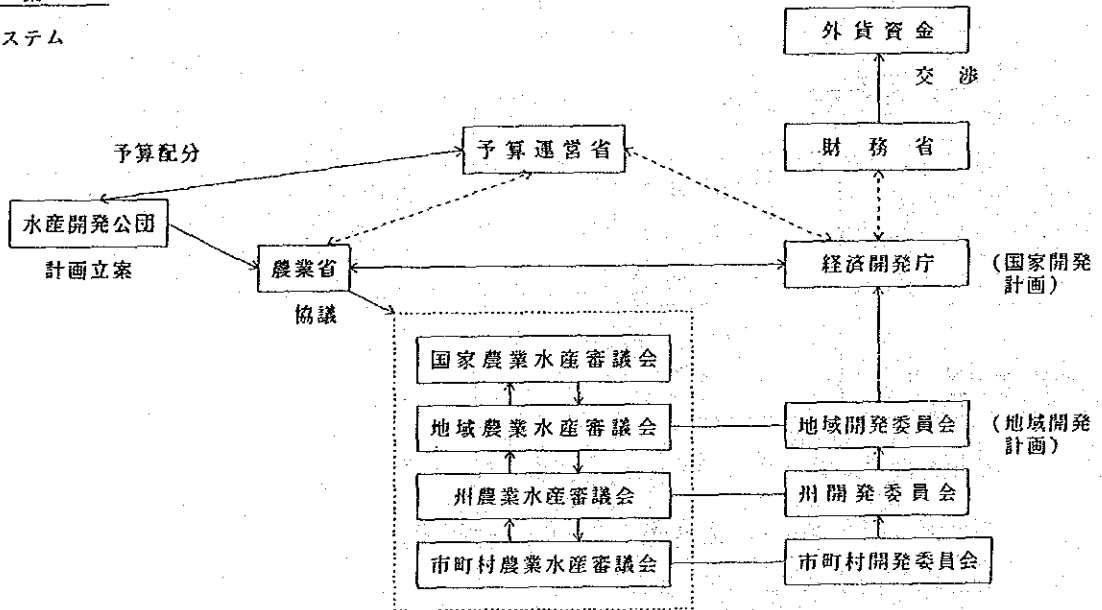 ステム
外貨資金
交渉
予算配分
予算運営省
財務省
水産開発公団
計画立案
農業省
協議
経済開発庁
(国家開発
計画)
国家農業水産審議会
地域農業水産審議会
地域開発委員会
(地域開発
計画)
州農業水産審議会
州開発委員会
市町村農業水産審議会
市町村開発委員会